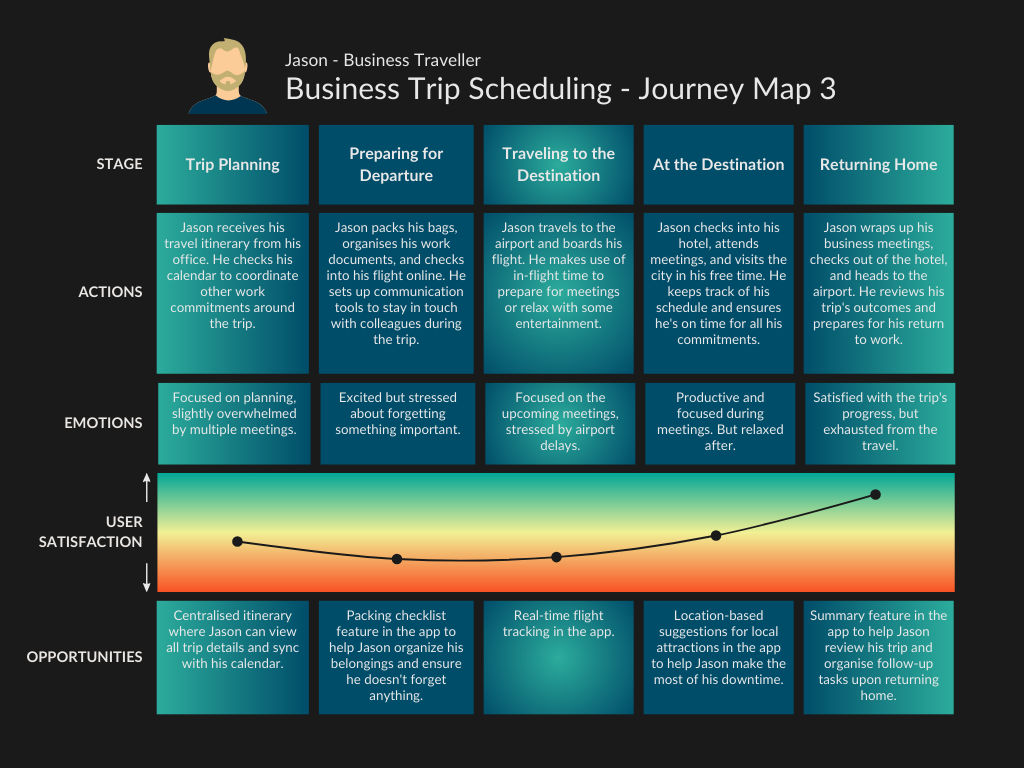 Jason - Business Traveller
Business Trip Scheduling - Journey Map 3
STAGE
Trip Planning
Preparing for
Departure
Traveling to the
Destination
At the Destination
Returning Home
ACTIONS
Jason receives his
travel itinerary from his
office. He checks his
calendar to coordinate
other work
commitments around
the trip.
Jason packs his bags,
organises his work
documents, and checks
into his flight online. He
sets up communication
tools to stay in touch
with colleagues during
the trip.
Jason travels to the
airport and boards his
flight. He makes use of
in-flight time to
prepare for meetings
or relax with some
entertainment.
Jason checks into his
hotel, attends
meetings, and visits the
city in his free time. He
keeps track of his
schedule and ensures
he's on time for all his
commitments.
Jason wraps up his
business meetings,
checks out of the hotel,
and heads to the
airport. He reviews his
trip's outcomes and
prepares for his return
to work.
EMOTIONS
Focused on planning,
slightly overwhelmed
by multiple meetings.
Excited but stressed
about forgetting
something important.
Focused on the
upcoming meetings,
stressed by airport
delays.
Productive and
focused during
meetings. But relaxed
after.
Satisfied with the trip's
progress, but
exhausted from the
travel.
USER
SATISFACTION
OPPORTUNITIES
Centralised itinerary
where Jason can view
all trip details and sync
with his calendar.
Packing checklist
feature in the app to
help Jason organize his
belongings and ensure
he doesn't forget
anything.
Real-time flight
tracking in the app.
Location-based
suggestions for local
attractions in the app
to help Jason make the
most of his downtime.
Summary feature in the
app to help Jason
review his trip and
organise follow-up
tasks upon returning
home.